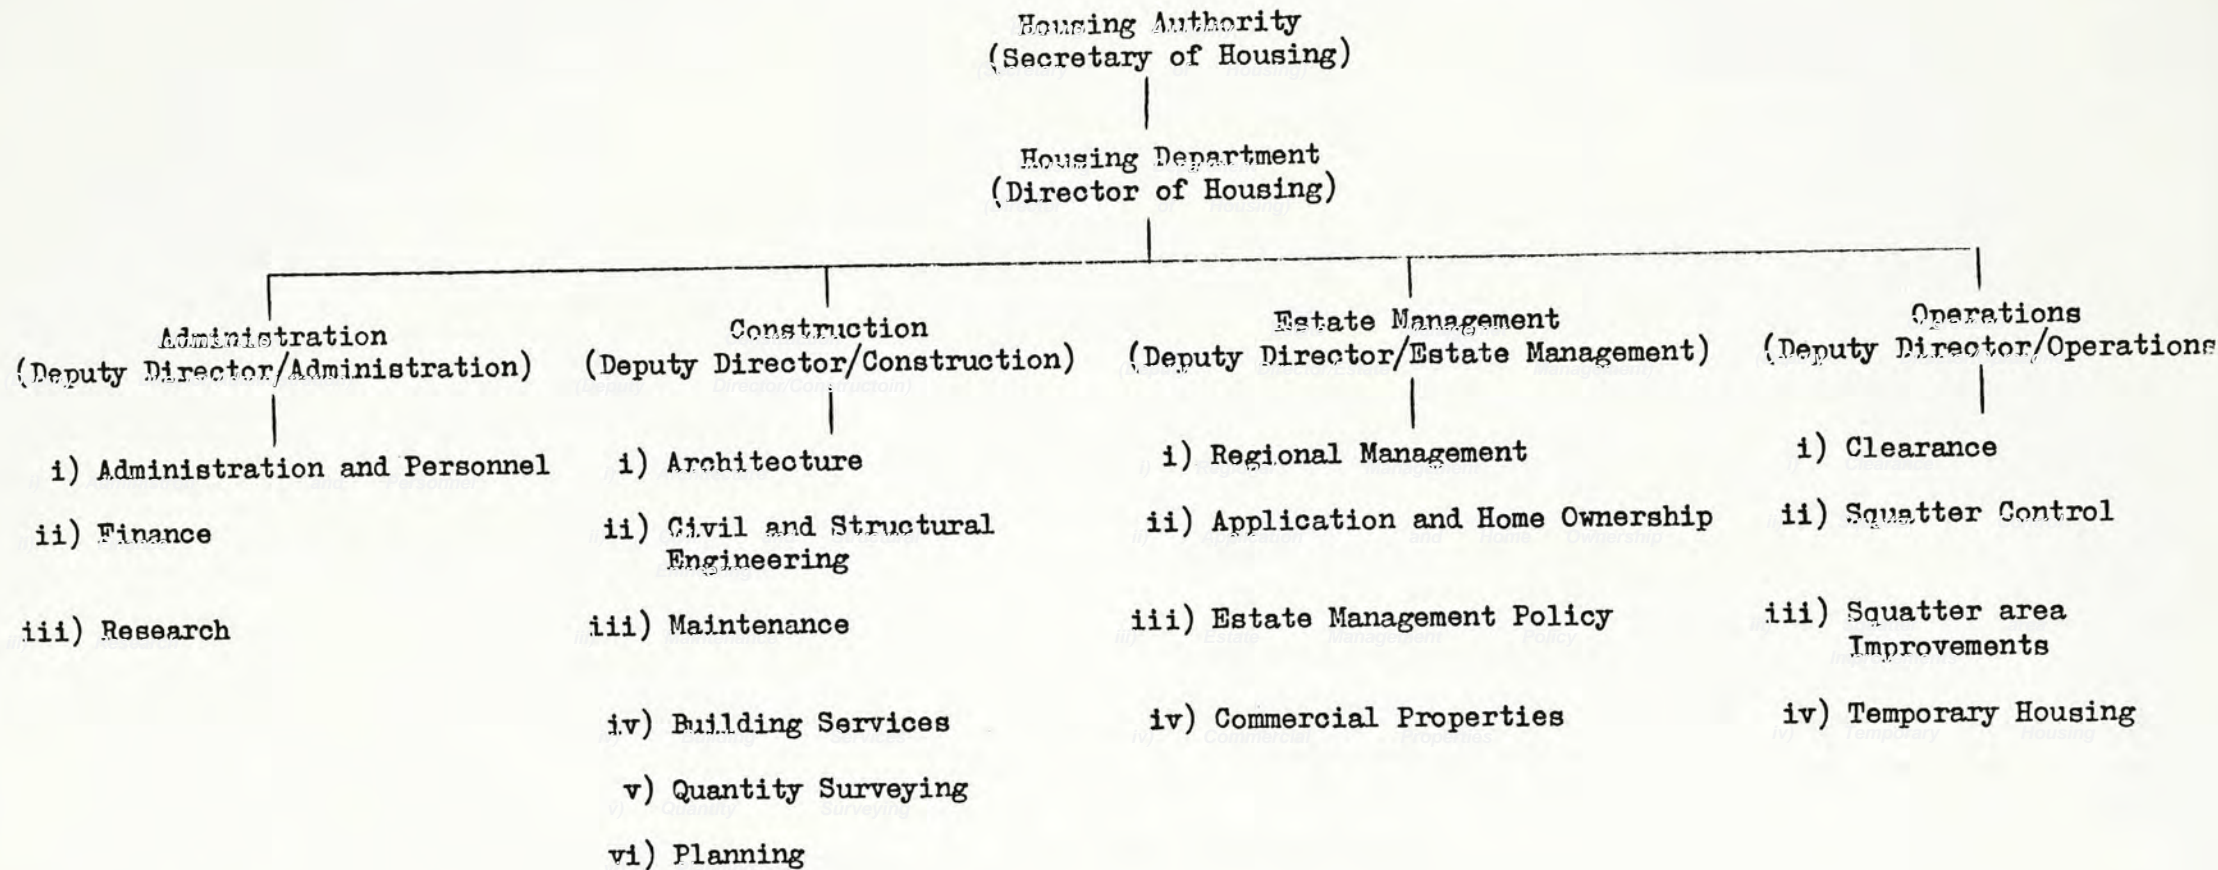 Housing Authority
(Secretary of Housing)
Housing Department
(Director of Housing)
Administration
(Deputy Director/Administration)
i) Administration and Personnel
ii) Finance
iii) Research
Construction
(Deputy Director/Construction)
i) Architecture
ii) Civil and Structural
Engineering
iii) Maintenance
iv) Building Services
v) Quantity Surveying
vi) Planning
Estate Management
(Deputy Director/Estate Management)
i) Regional Management
ii) Application and Home Ownership
iii) Estate Management Policy
iv) Commercial Properties
Operations
(Deputy Director/Operations
i) Clearance
ii) Squatter Control
iii) Squatter area
Improvements
iv) Temporary Housing